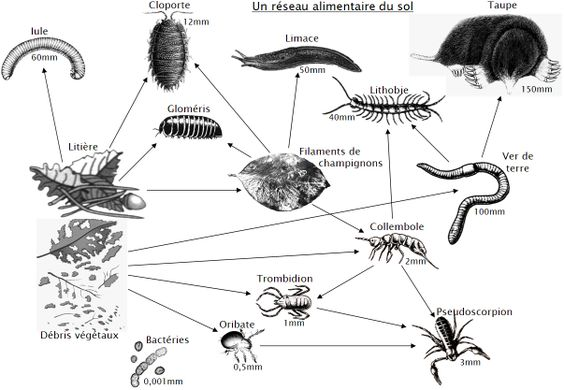 Un réseau alimentaire du sol
Cloporte
12mm
Taupe
150mm
Iule
60mm
Limace
50mm
Lithobie
40mm
Gloméris
Litière
Filaments de
champignons
Ver de
terre
100mm
Collembole
2mm
Trombidion
1mm
Pseudoscorpion
3mm
Débris végétaux
Bactéries
0,001mm
Oribate
0,5mm